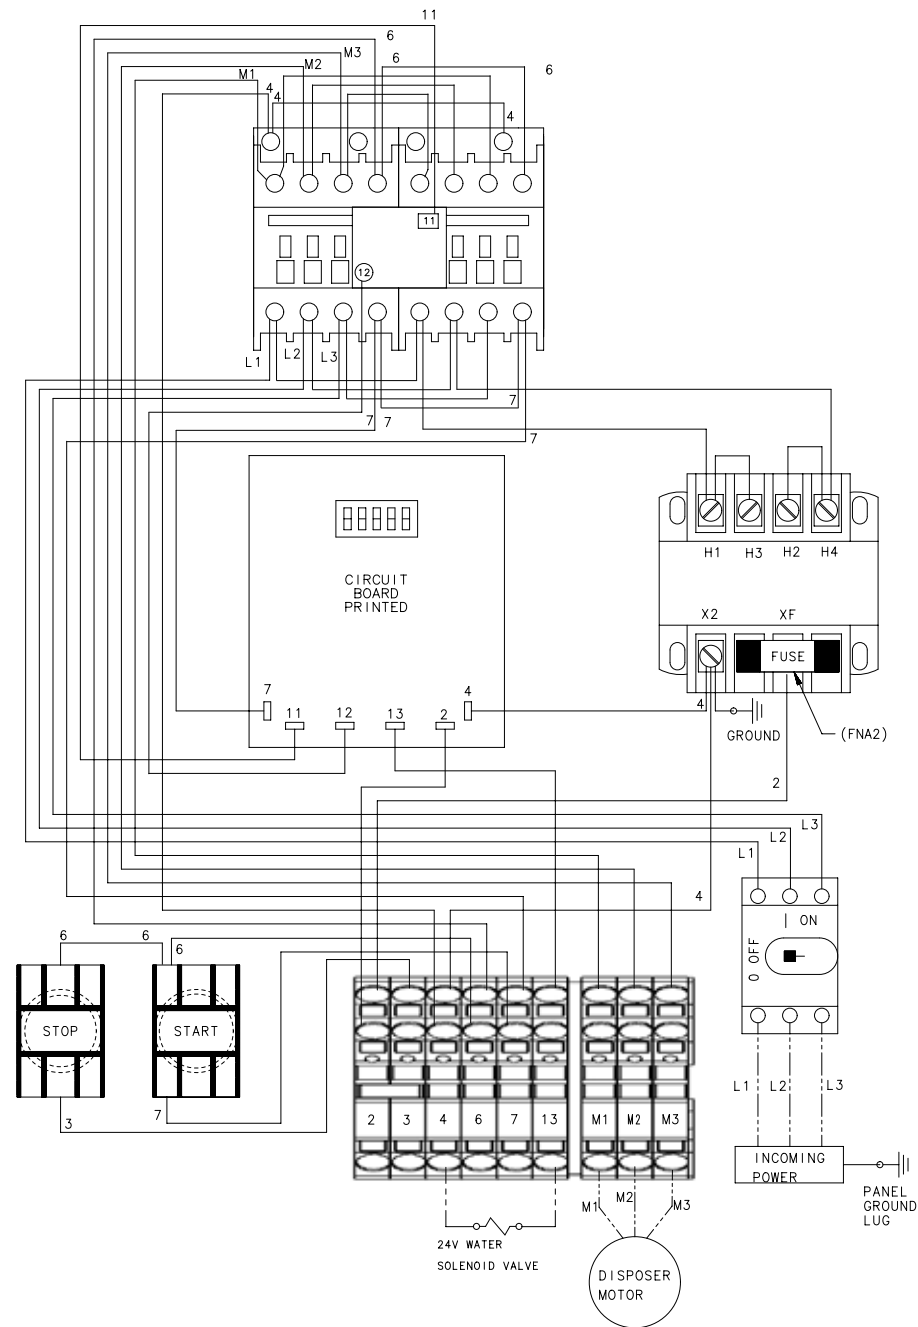 11
6
M3
M2
6
6
M1
4
4
4
11
12
L1
L2
L3
7
7
7
7
H1
H3
H2
H4
CIRCUIT
BOARD
PRINTED
X2
XF
FUSE
7
4
11
12
13
2
4
GROUND
(FNA2)
2
L3
L2
L1
4
| ON
O OFF
6
6
6
STOP
START
3
7
2
3
4
6
7
13
M1
M2
M3
L1
L2
L3
INCOMING
POWER
PANEL
GROUND
LUG
M1
M2
M3
24V WATER
SOLENOID VALVE
DISPOSER
MOTOR